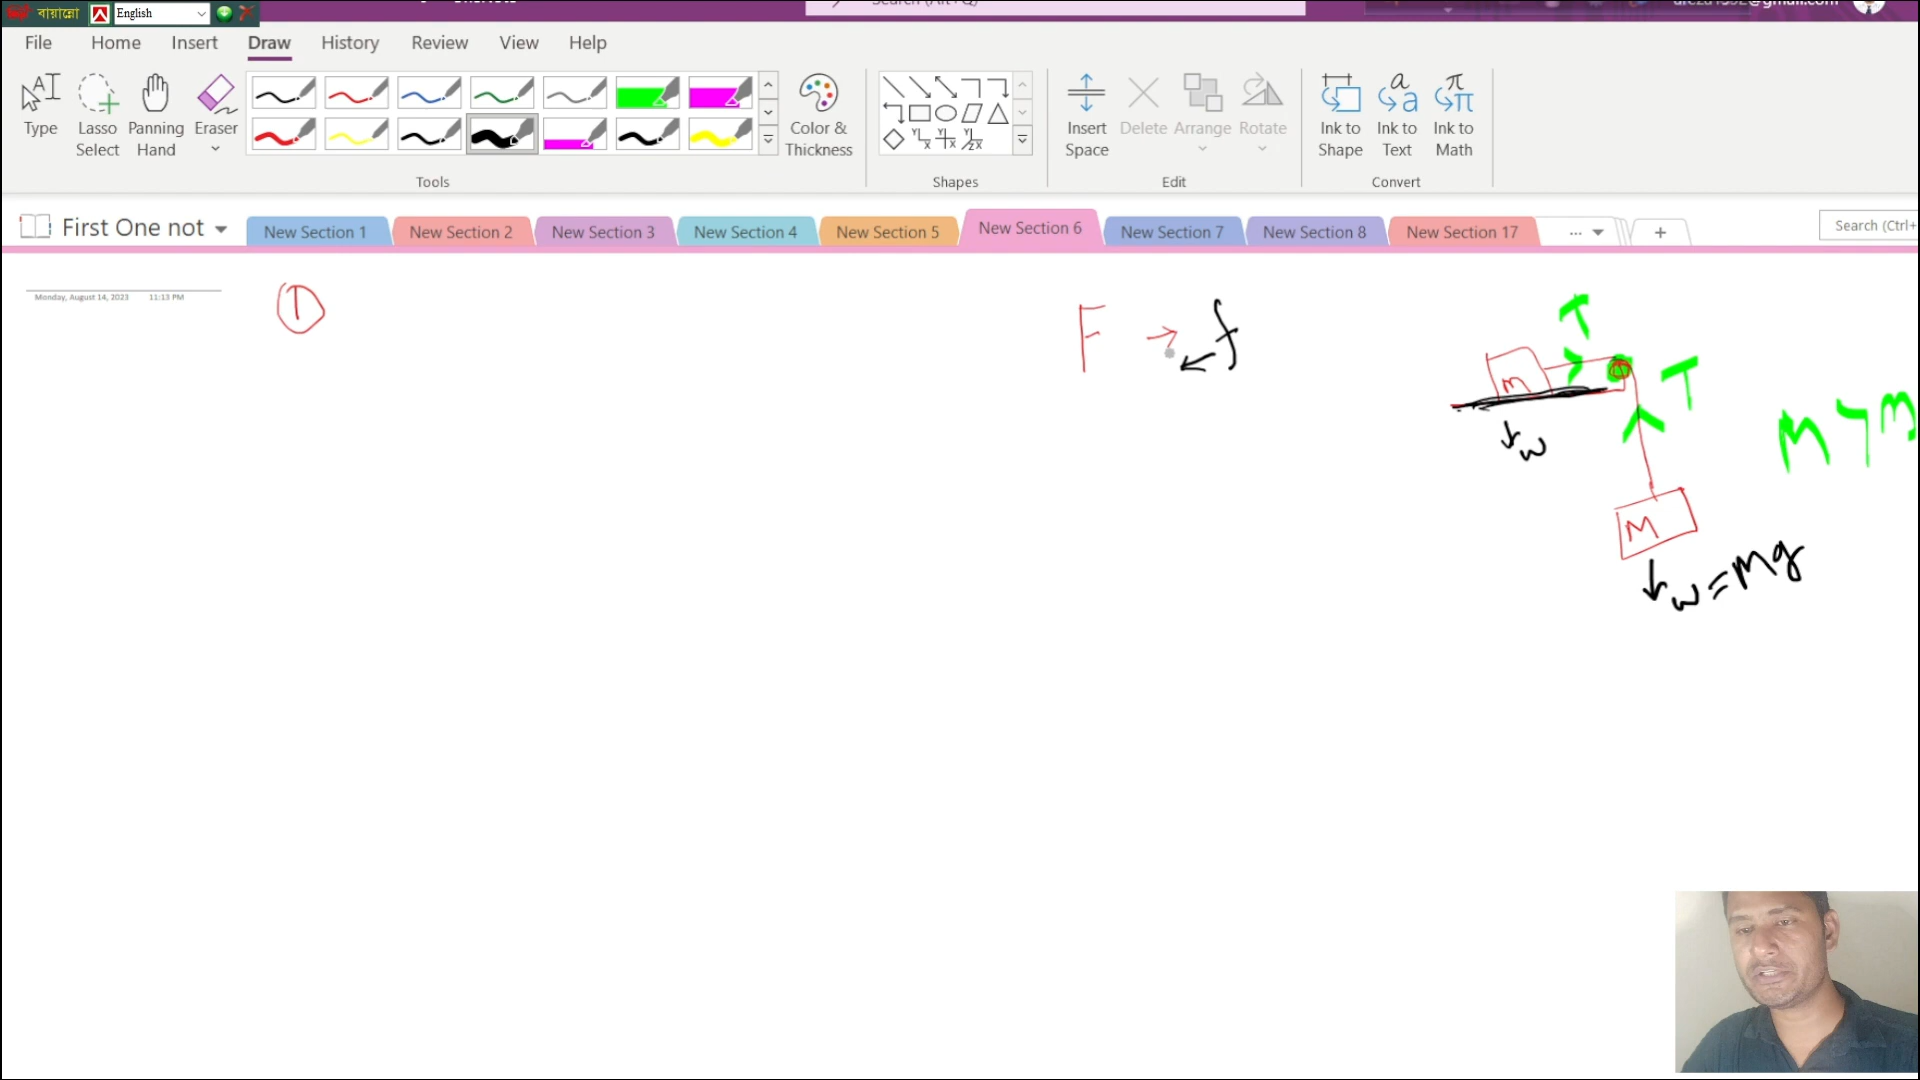 বায়ান্নো English
File Home Insert Draw History Review View Help
Type Lasso Select Panning Hand Eraser Color & Thickness Insert Space Delete Arrange Rotate Ink to Shape Ink to Text Ink to Math
Tools Shapes Edit Convert
First One not New Section 1 New Section 2 New Section 3 New Section 4 New Section 5 New Section 6 New Section 7 New Section 8 New Section 17 ... + Search (Ctrl+
Monday, August 14, 2023 11:13 PM
1
F → f
T
T
m
w
M > m
M
w = Mg